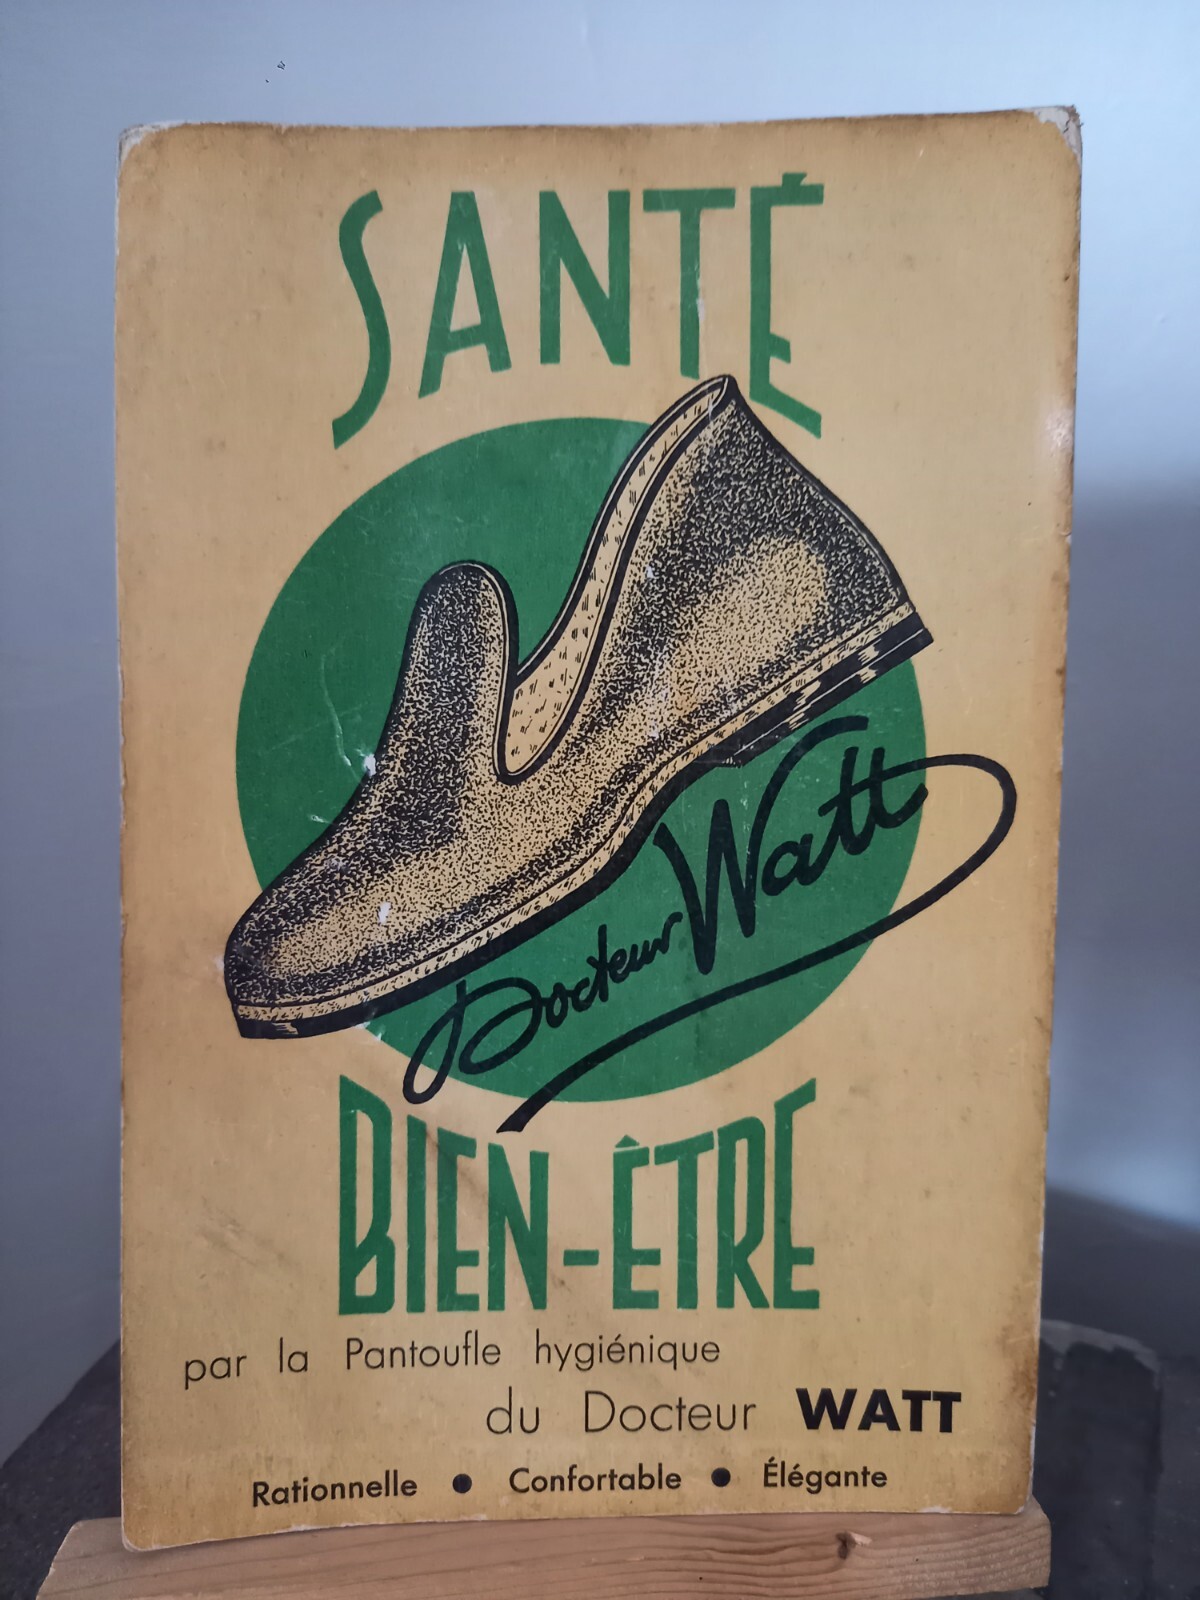 SANTÉ
Docteur Watt
BIEN-ÊTRE
par la Pantoufle hygiénique
du Docteur WATT
Rationnelle ● Confortable ● Élégante